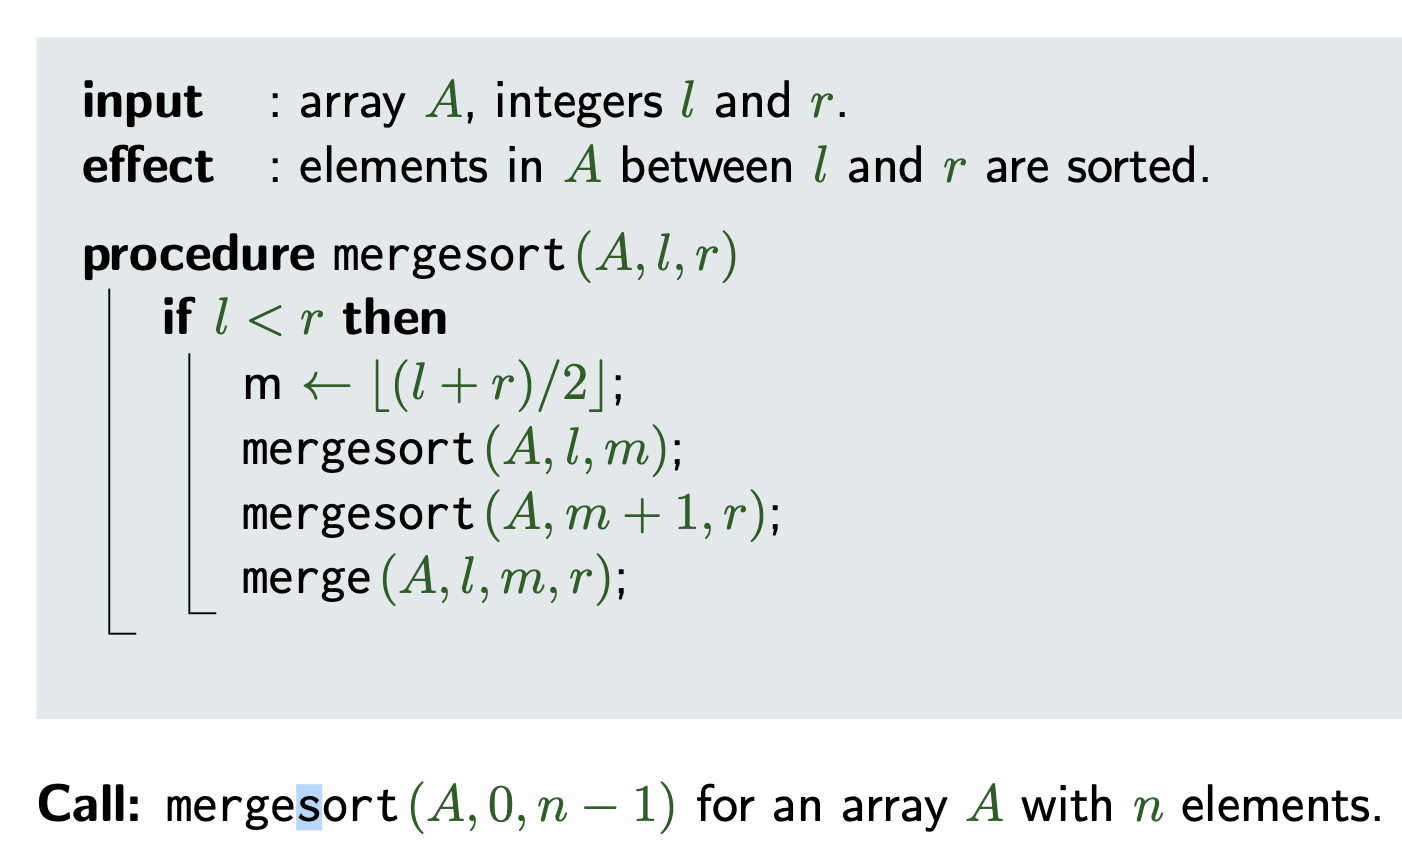 input : array A, integers l and r.
effect : elements in A between l and r are sorted.
procedure mergesort(A, l, r)
if l < r then
m ← ⌊(l + r)/2⌋;
mergesort(A, l, m);
mergesort(A, m + 1, r);
merge(A, l, m, r);
Call: mergesort(A, 0, n − 1) for an array A with n elements.